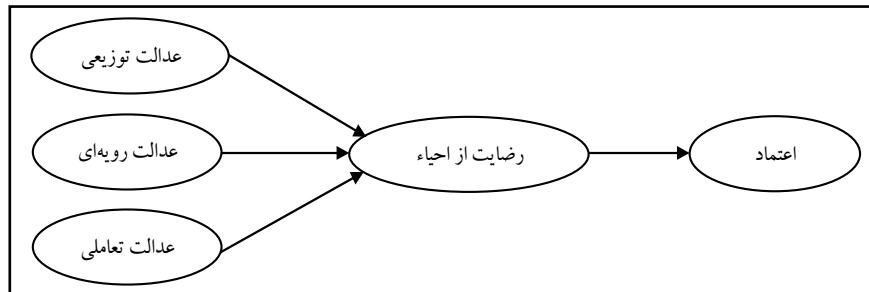 عدالت توزیعی
عدالت رویه‌ای
رضایت از احیاء
اعتماد
عدالت تعاملی